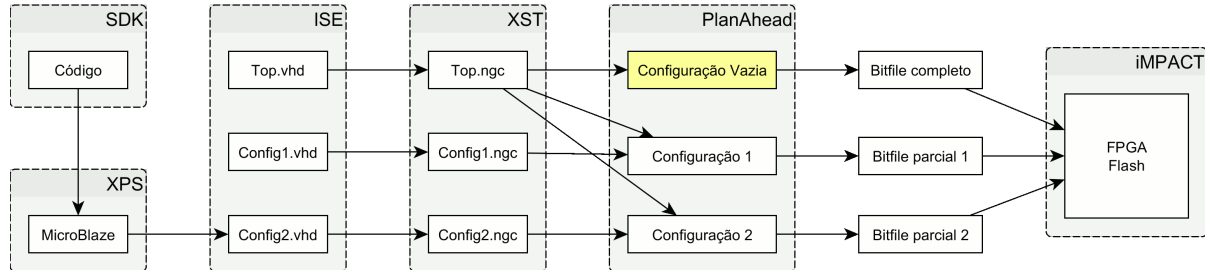 SDK
ISE
XST
PlanAhead
Código
Top.vhd
Top.ngc
Configuração Vazia
Bitfile completo
iMPACT
Config1.vhd
Config1.ngc
Configuração 1
Bitfile parcial 1
FPGA
Flash
XPS
MicroBlaze
Config2.vhd
Config2.ngc
Configuração 2
Bitfile parcial 2